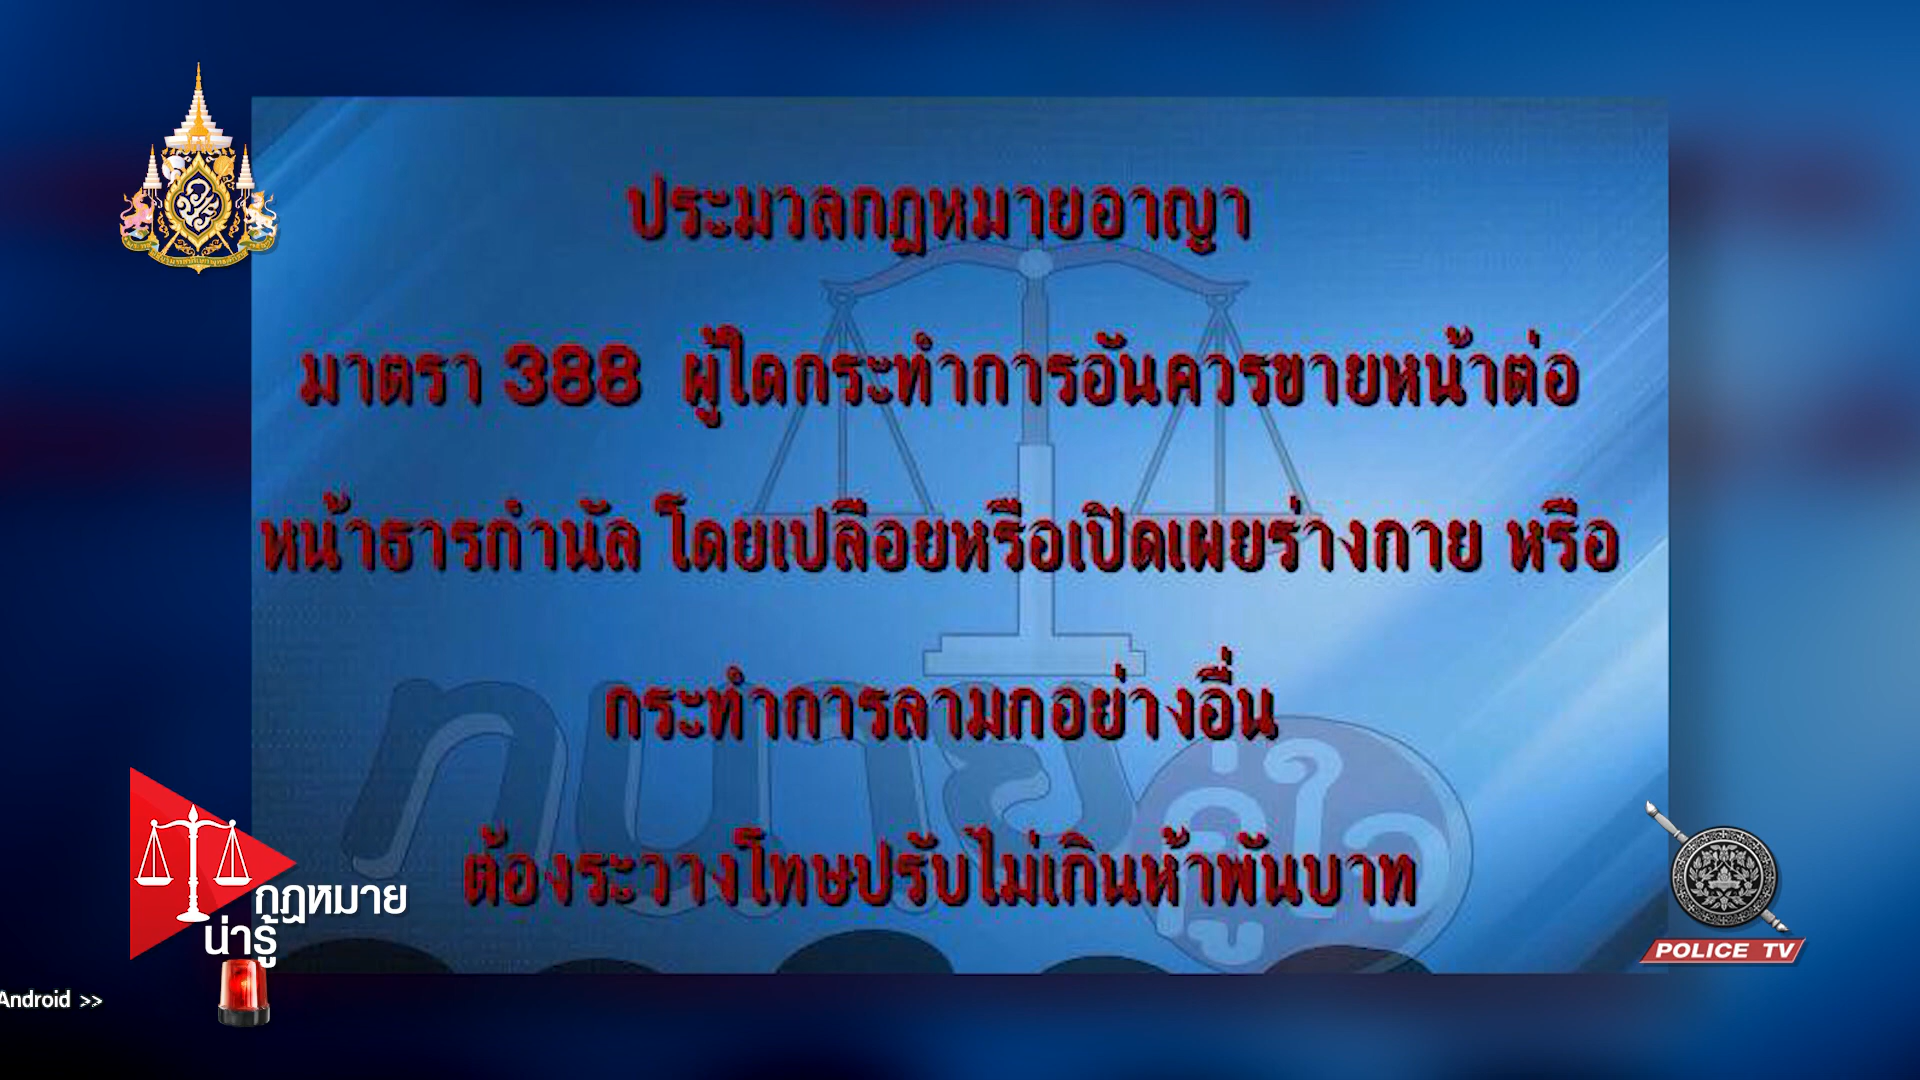 ประมวลกฎหมายอาญา
มาตรา 388 ผู้ใดกระทำการอันควรขายหน้าต่อ
หน้าธารกำนัล โดยเปลือยหรือเปิดเผยร่างกาย หรือ
กระทำการลามกอย่างอื่น
ต้องระวางโทษปรับไม่เกินห้าพันบาท
ทนาย
คู่ใจ
กฎหมาย
น่ารู้
POLICE TV
Android >>